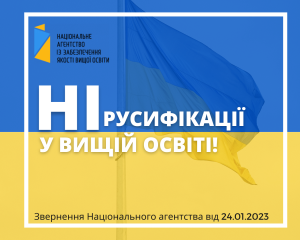 НАЦІОНАЛЬНЕ
АГЕНТСТВО
ІЗ ЗАБЕЗПЕЧЕННЯ
ЯКОСТІ ВИЩОЇ ОСВІТИ
НІ РУСИФІКАЦІЇ
У ВИЩІЙ ОСВІТІ!
Звернення Національного агентства від 24.01.2023